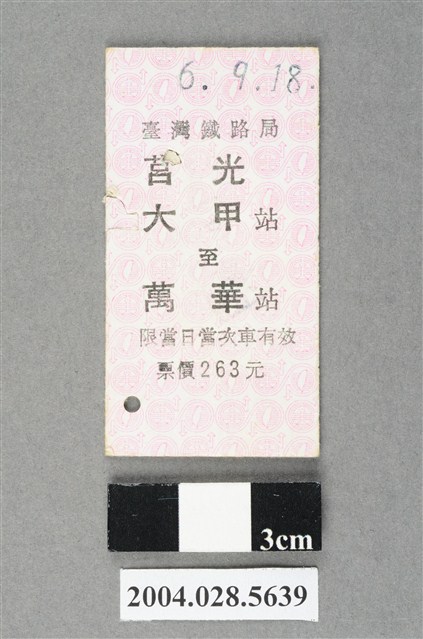 6. 9.18.
臺灣鐵路局
莒光
大甲站
至
萬華站
限當日當次車有效
票價263元
3cm
2004.028.5639